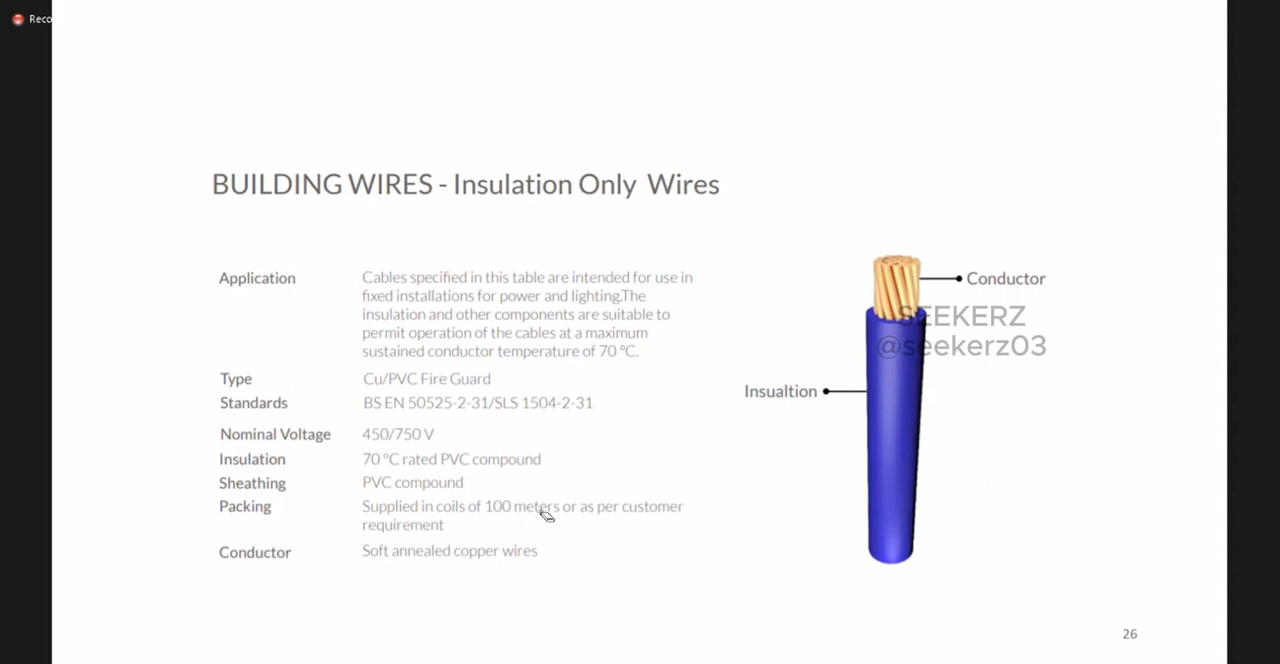 Reco
BUILDING WIRES - Insulation Only Wires
Application
Cables specified in this table are intended for use in
fixed installations for power and lighting.The
insulation and other components are suitable to
permit operation of the cables at a maximum
sustained conductor temperature of 70 °C.
Type
Cu/PVC Fire Guard
Standards
BS EN 50525-2-31/SLS 1504-2-31
Nominal Voltage
450/750 V
Insulation
70 °C rated PVC compound
Sheathing
PVC compound
Packing
Supplied in coils of 100 meters or as per customer
requirement
Conductor
Soft annealed copper wires
Conductor
SEEKERZ
@seekerz03
Insualtion
26